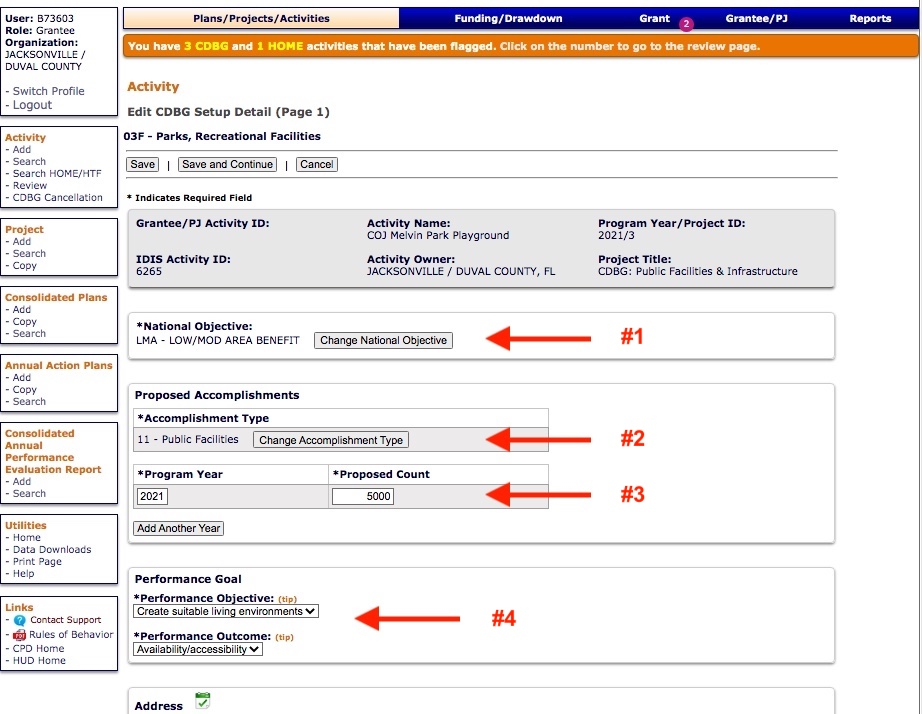 User: B73603
Role: Grantee
Organization:
JACKSONVILLE /
DUVAL COUNTY
- Switch Profile
- Logout
Activity
- Add
- Search
- Search HOME/HTF
- Review
- CDBG Cancellation
Project
- Add
- Search
- Copy
Consolidated Plans
- Add
- Copy
- Search
Annual Action Plans
- Add
- Copy
- Search
Consolidated
Annual
Performance
Evaluation Report
- Add
- Search
Utilities
- Home
- Data Downloads
- Print Page
- Help
Links
- Contact Support
- Rules of Behavior
- CPD Home
- HUD Home
Plans/Projects/Activities Funding/Drawdown Grant 2 Grantee/PJ Reports
You have 3 CDBG and 1 HOME activities that have been flagged. Click on the number to go to the review page.
Activity
Edit CDBG Setup Detail (Page 1)
03F - Parks, Recreational Facilities
Save | Save and Continue | Cancel
* Indicates Required Field
Grantee/PJ Activity ID: Activity Name: Program Year/Project ID:
COJ Melvin Park Playground 2021/3
IDIS Activity ID: Activity Owner: Project Title:
6265 JACKSONVILLE / DUVAL COUNTY, FL CDBG: Public Facilities & Infrastructure
*National Objective:
LMA - LOW/MOD AREA BENEFIT Change National Objective #1
Proposed Accomplishments
*Accomplishment Type
11 - Public Facilities Change Accomplishment Type #2
*Program Year *Proposed Count
2021 5000 #3
Add Another Year
Performance Goal
*Performance Objective: (tip)
Create suitable living environments #4
*Performance Outcome: (tip)
Availability/accessibility
Address